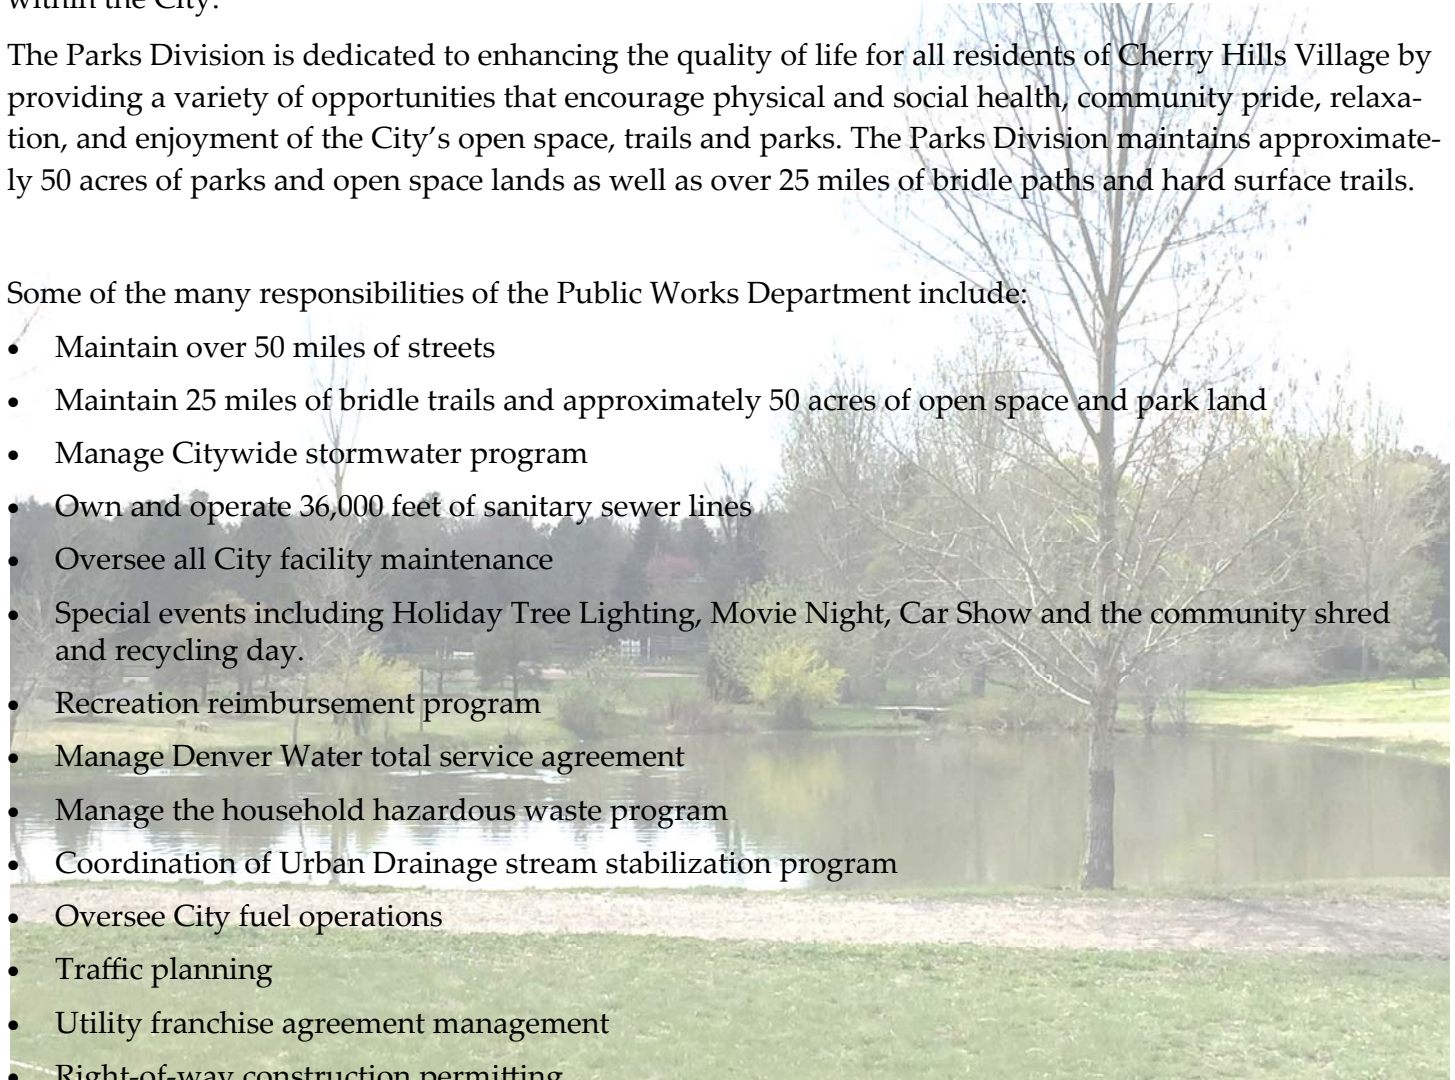 within the City.
The Parks Division is dedicated to enhancing the quality of life for all residents of Cherry Hills Village by
providing a variety of opportunities that encourage physical and social health, community pride, relaxa-
tion, and enjoyment of the City’s open space, trails and parks. The Parks Division maintains approximate-
ly 50 acres of parks and open space lands as well as over 25 miles of bridle paths and hard surface trails.
Some of the many responsibilities of the Public Works Department include:
• Maintain over 50 miles of streets
• Maintain 25 miles of bridle trails and approximately 50 acres of open space and park land
• Manage Citywide stormwater program
• Own and operate 36,000 feet of sanitary sewer lines
• Oversee all City facility maintenance
• Special events including Holiday Tree Lighting, Movie Night, Car Show and the community shred
and recycling day.
• Recreation reimbursement program
• Manage Denver Water total service agreement
• Manage the household hazardous waste program
• Coordination of Urban Drainage stream stabilization program
• Oversee City fuel operations
• Traffic planning
• Utility franchise agreement management
• Right-of-way construction permitting